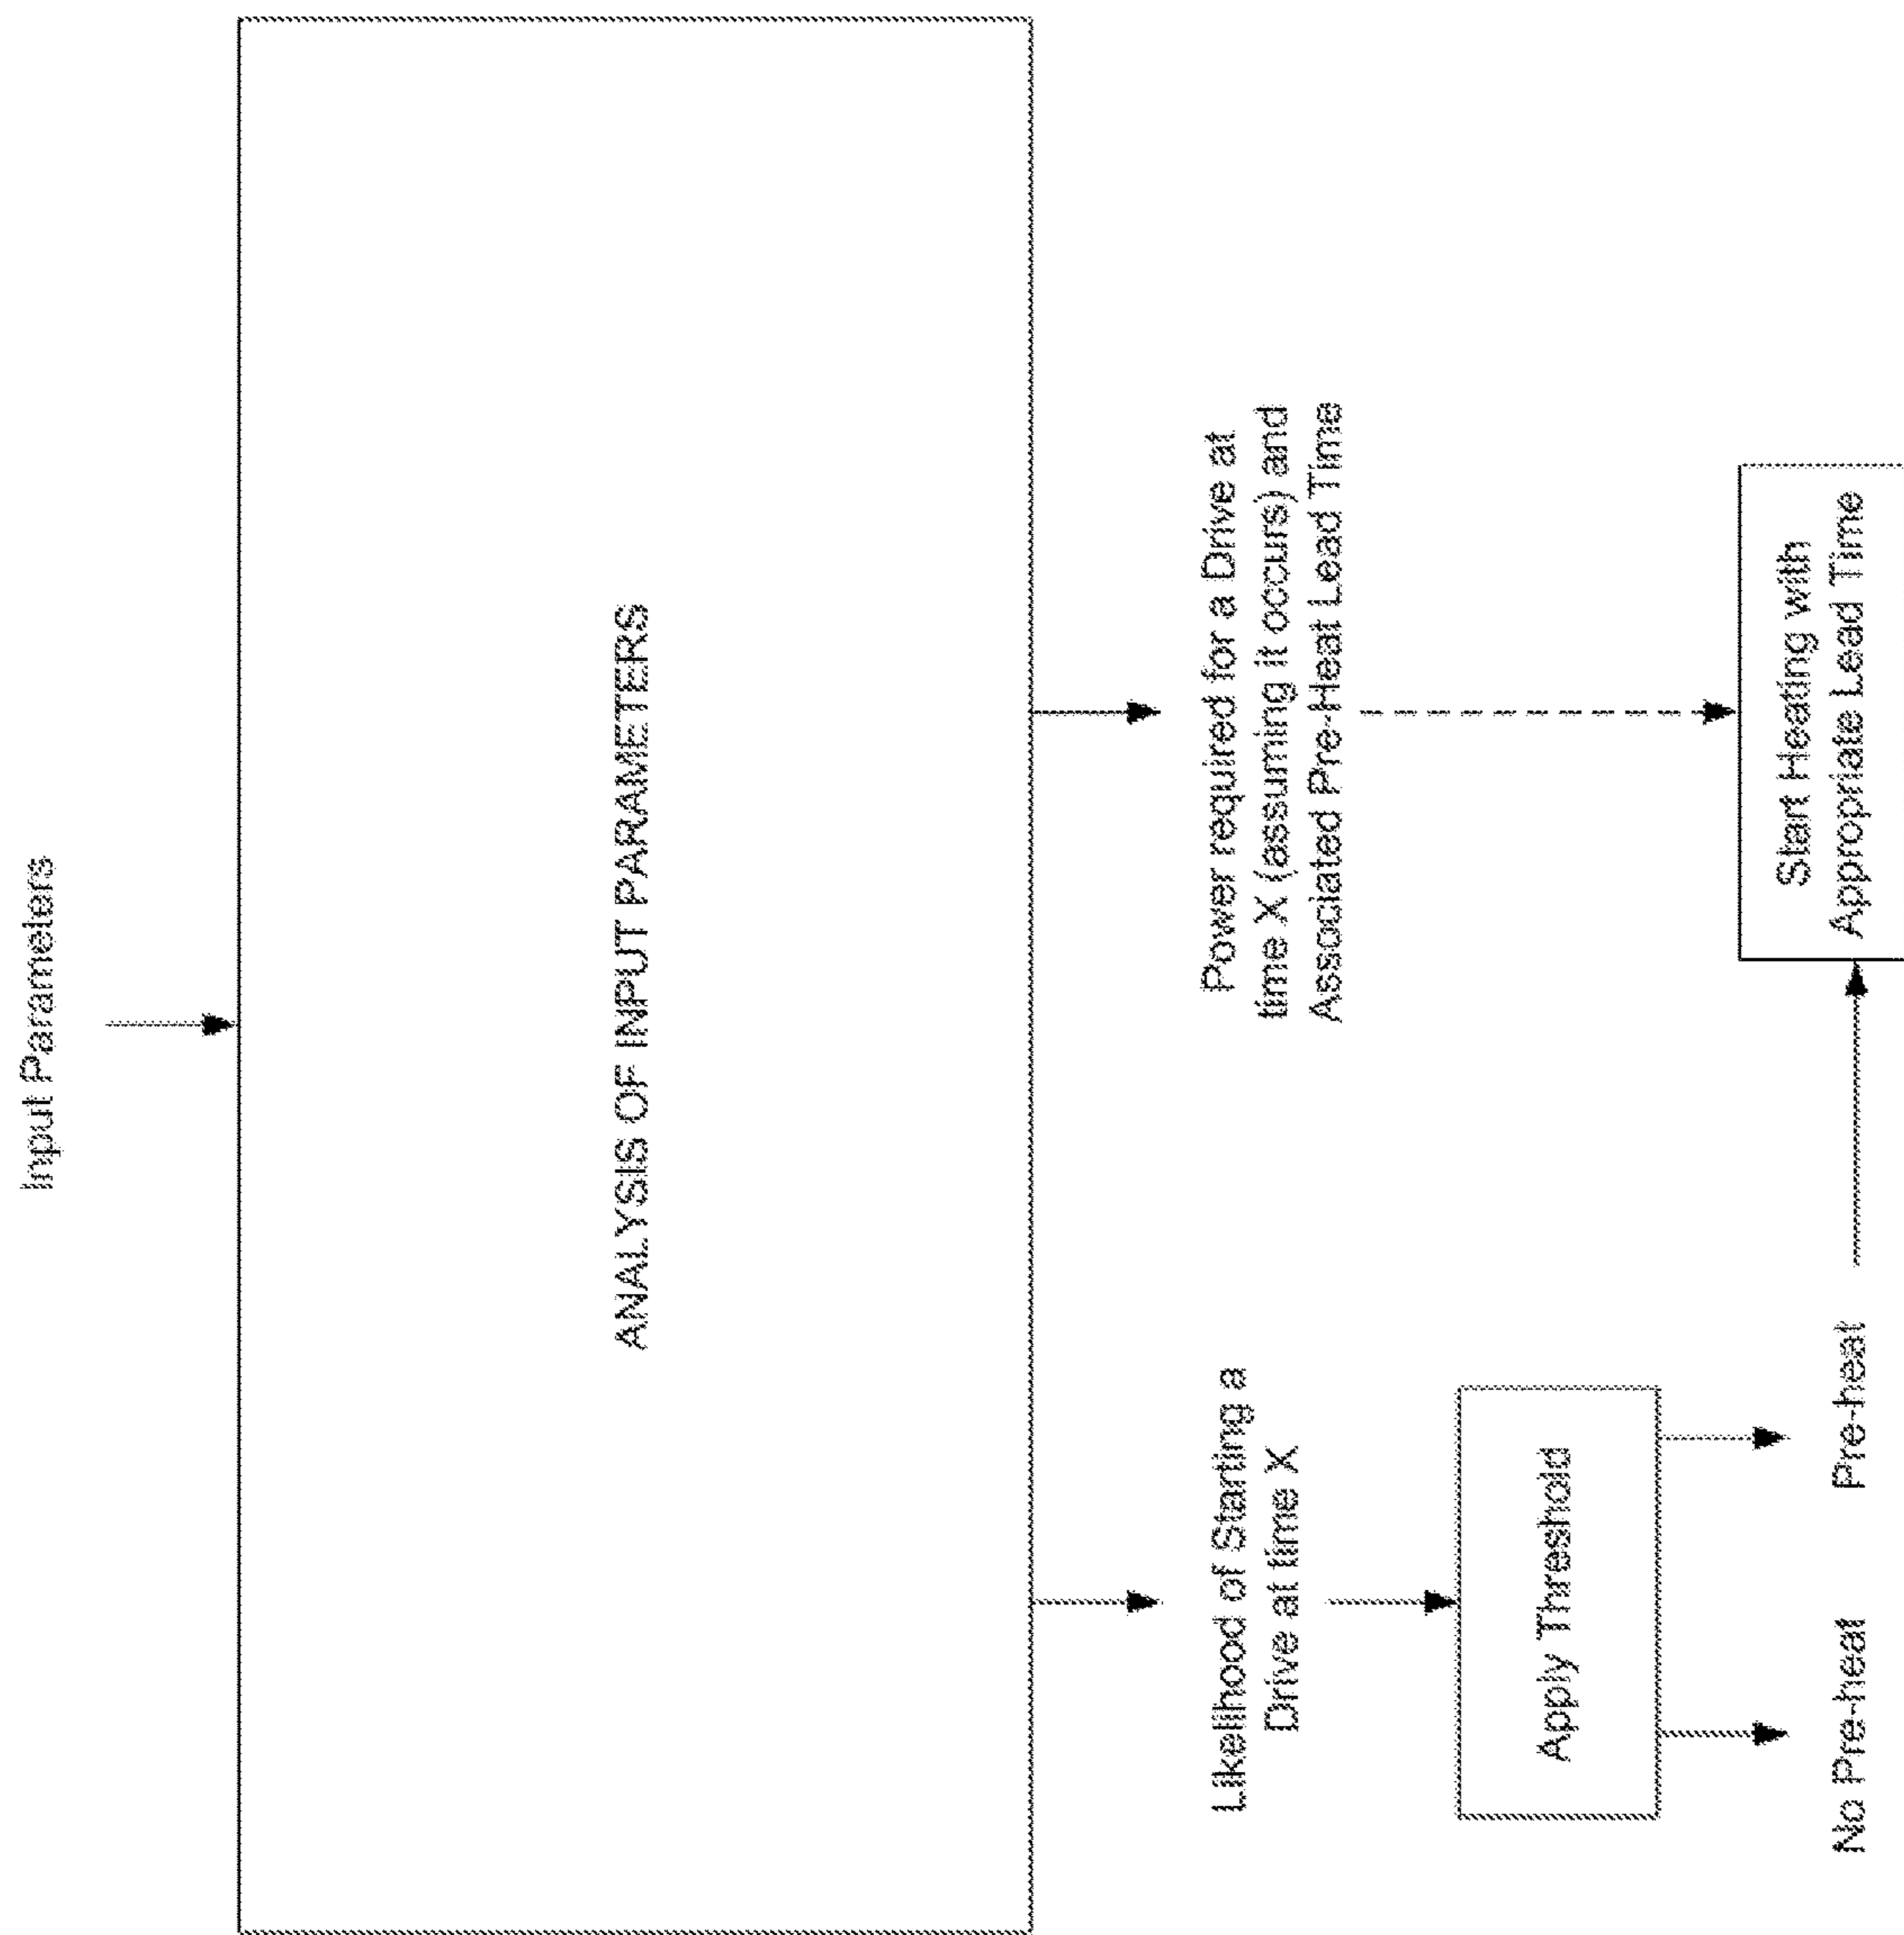 Input Parameters
ANALYSIS OF INPUT PARAMETERS
Likelihood of Starting a
Drive at time X
Power required for a Drive at
time X (assuming it occurs) and
Associated Pre-Heat Lead Time
Apply Threshold
No Pre-heat
Pre-heat
Start Heating with
Appropriate Lead Time